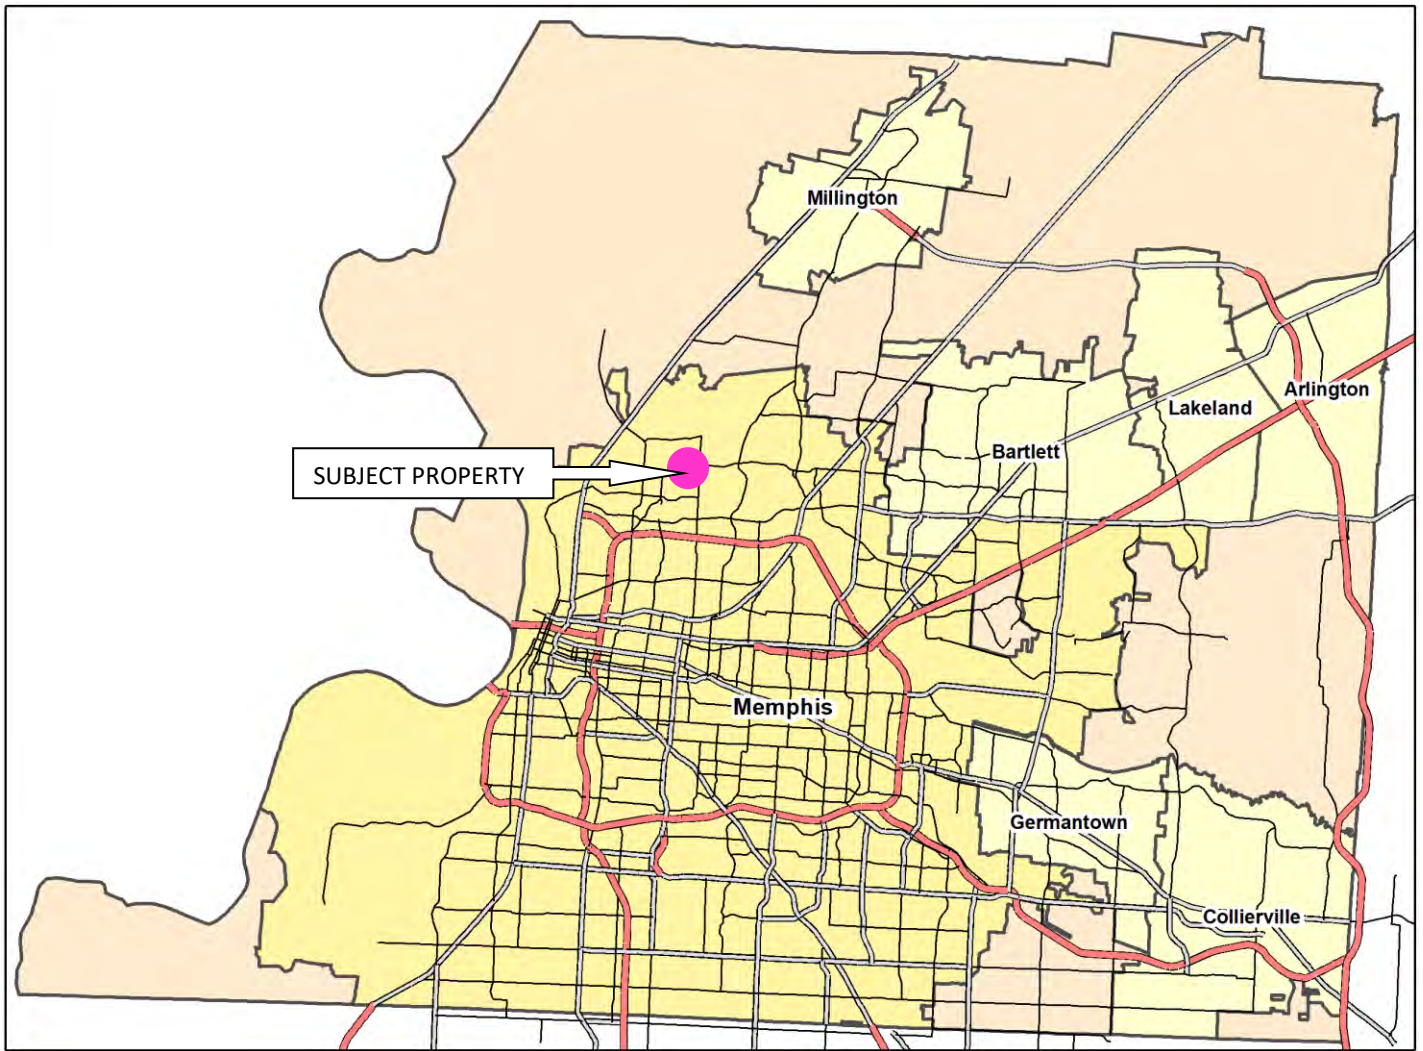 Millington
Arlington
Lakeland
Bartlett
SUBJECT PROPERTY
Memphis
Germantown
Collierville